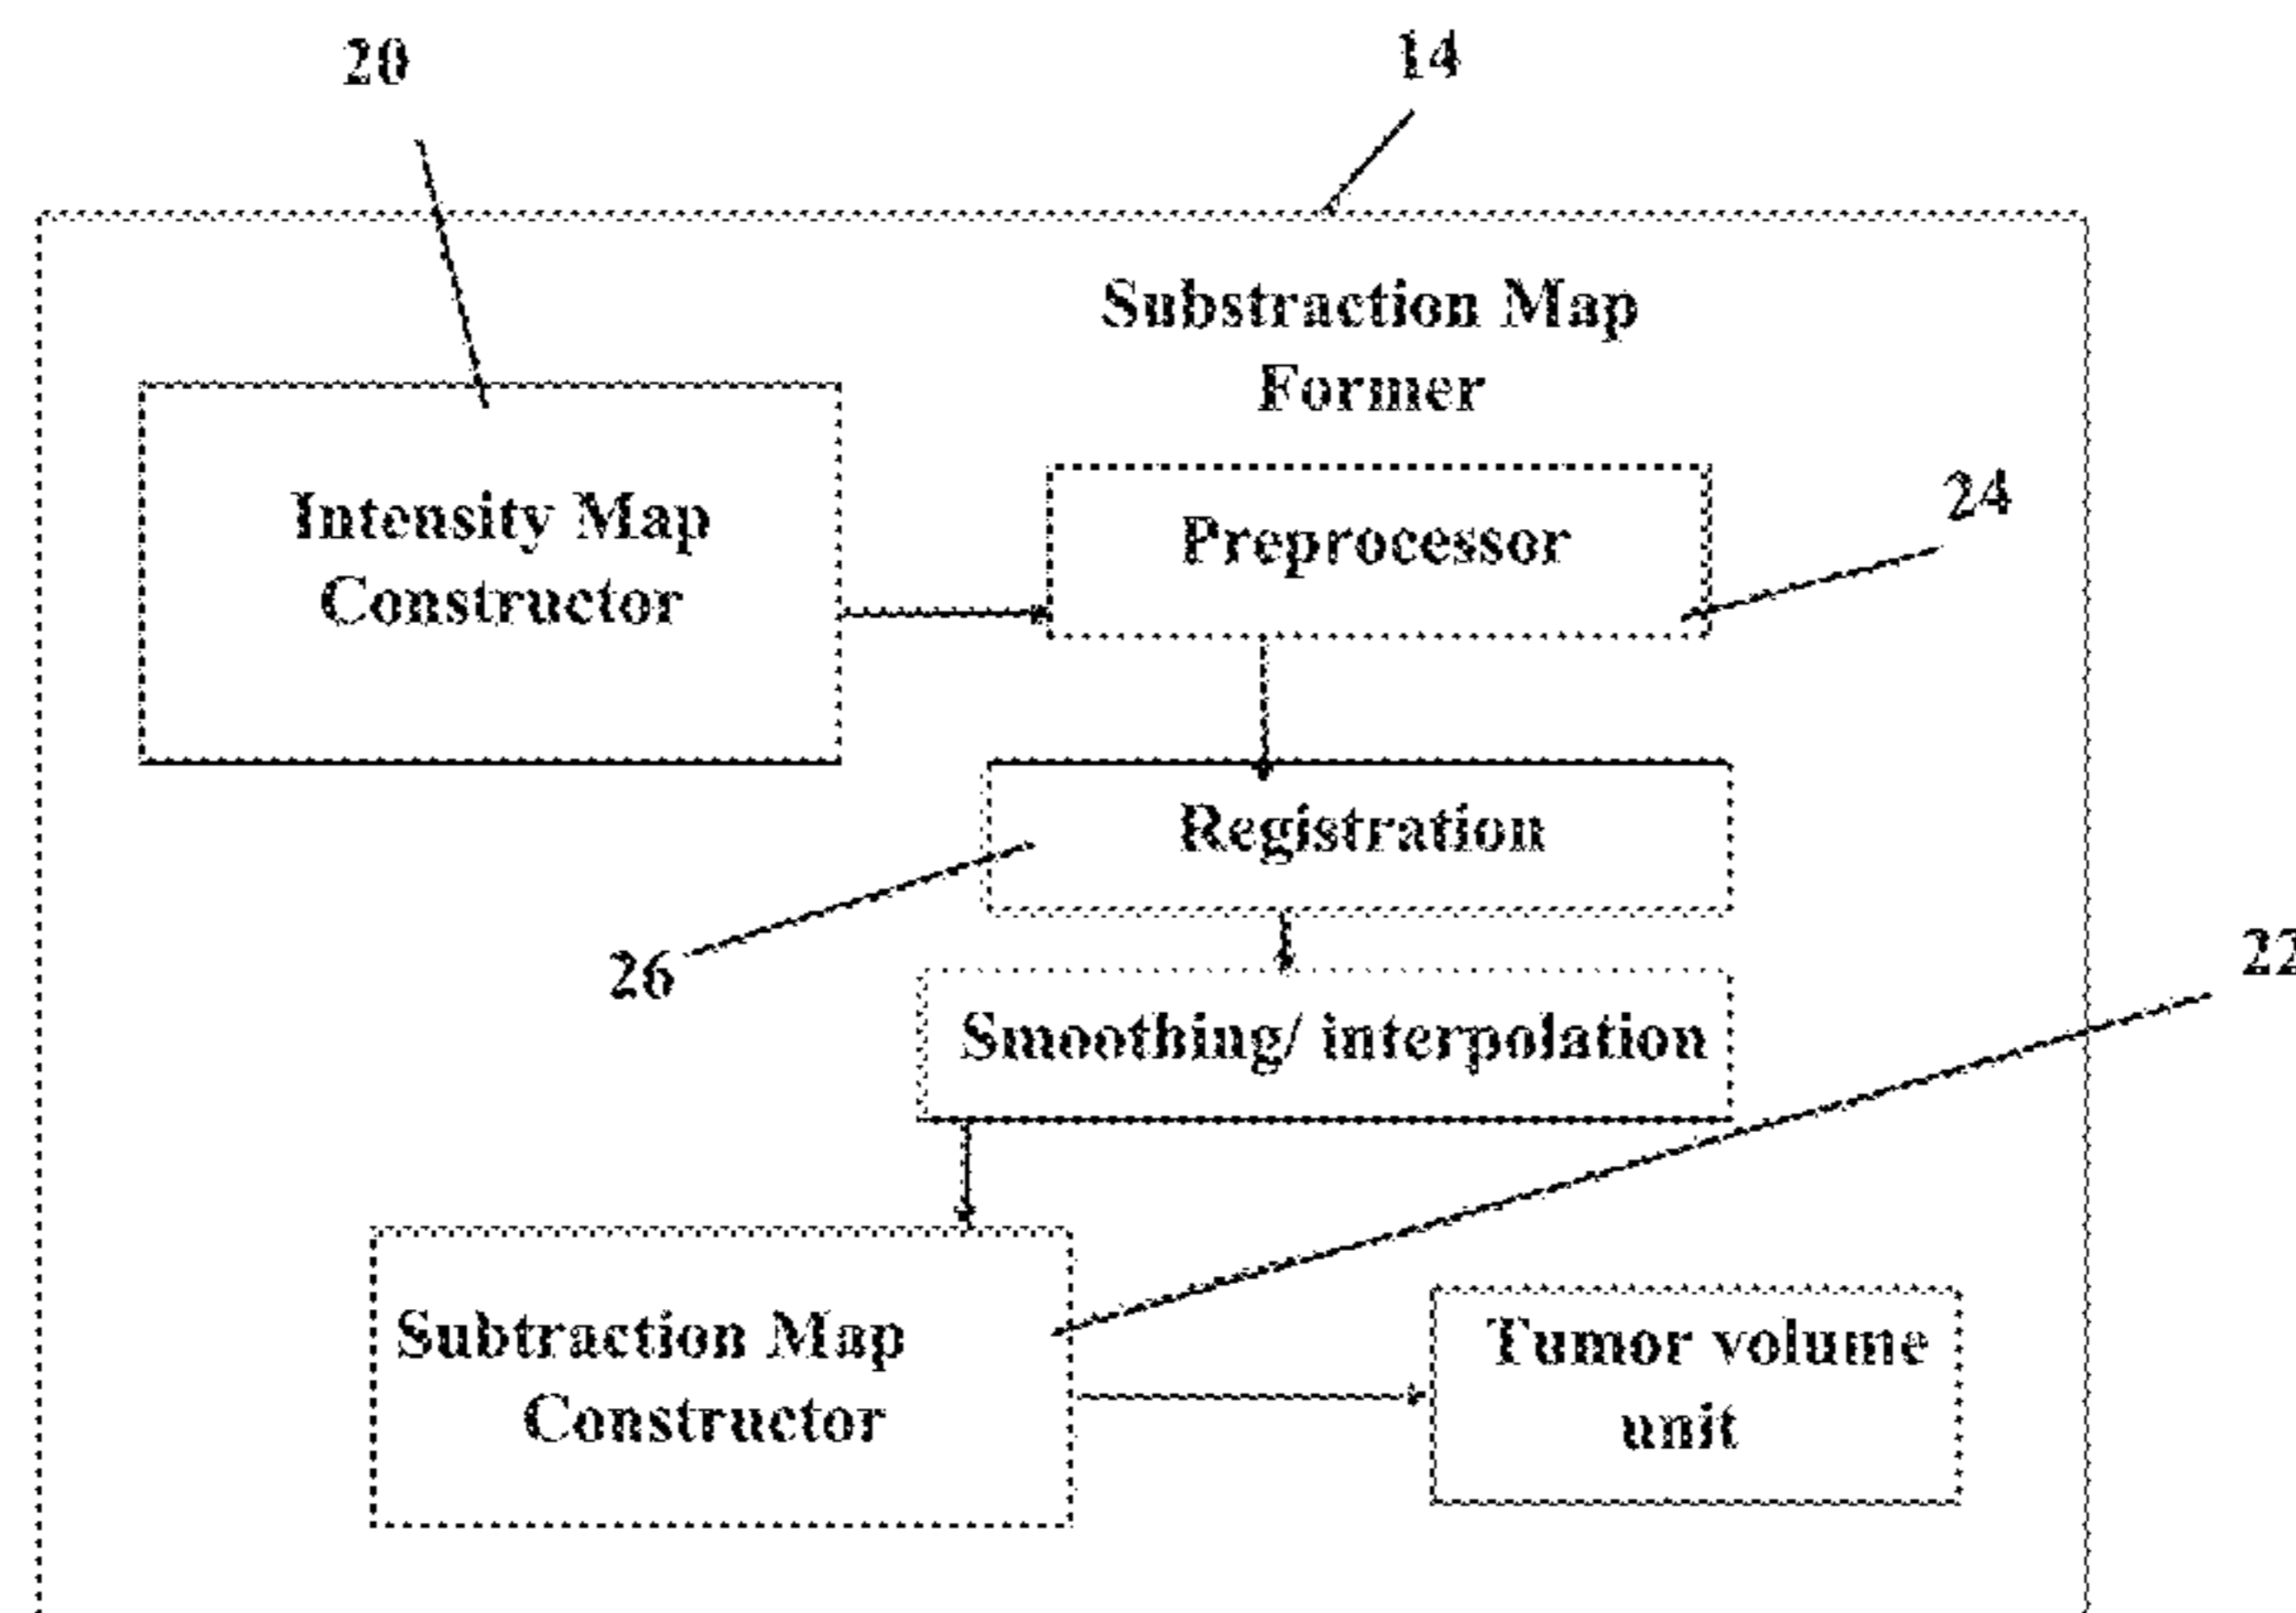 20
14
Substraction Map
Former
Intensity Map
Constructor
Preprocessor
24
Registration
26
22
Smoothing/ interpolation
Subtraction Map
Constructor
Tumor volume
unit